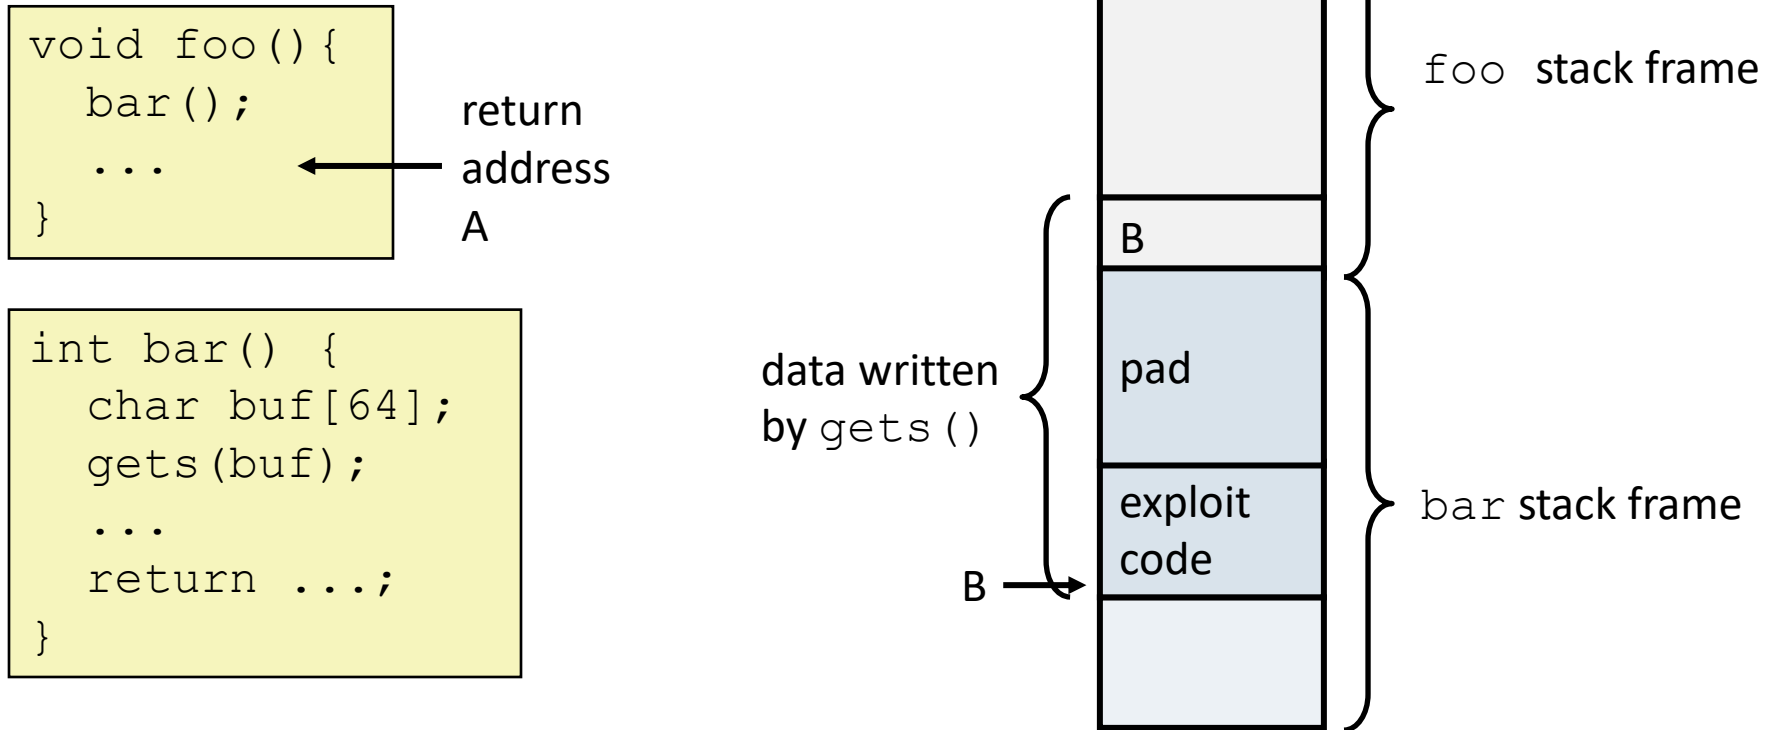 void foo(){
  bar();
  ...
}
return
address
A
int bar() {
  char buf[64];
  gets(buf);
  ...
  return ...;
}
data written
by gets()
B
B
pad
exploit
code
foo stack frame
bar stack frame